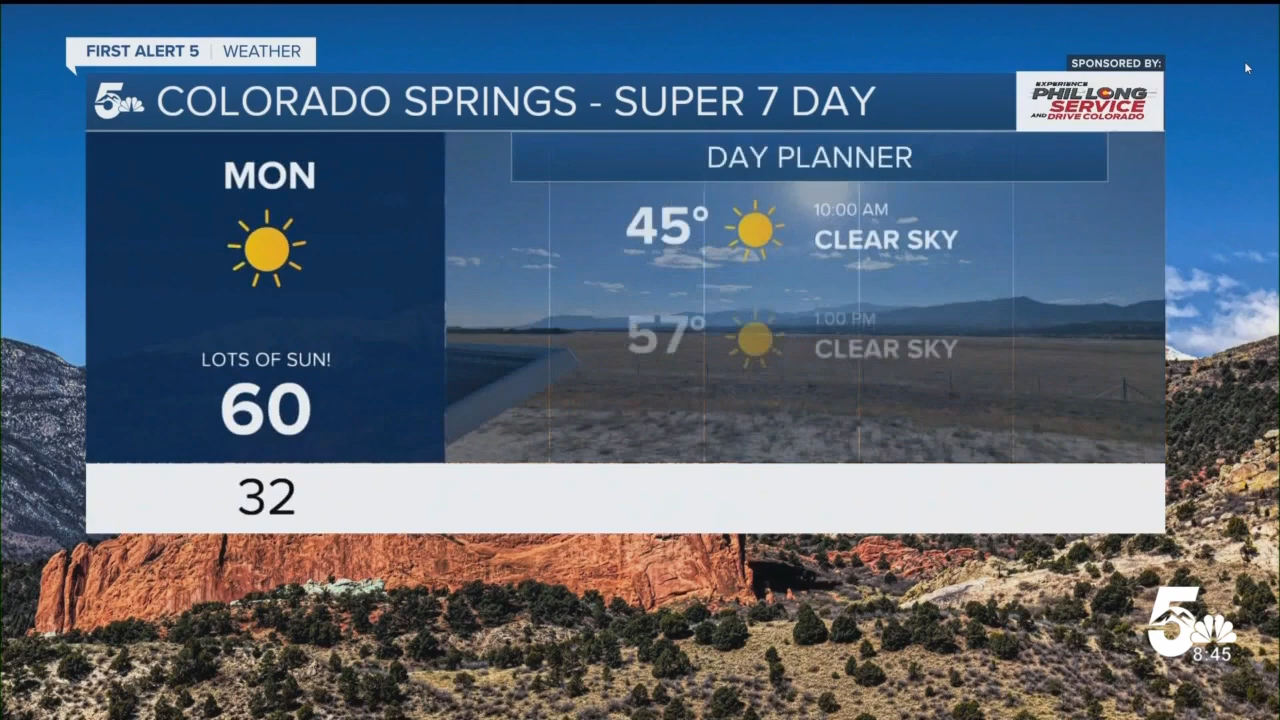 FIRST ALERT 5 | WEATHER
SPONSORED BY:
5 COLORADO SPRINGS - SUPER 7 DAY
EXPERIENCE
PHIL LONG
SERVICE
AND DRIVE COLORADO
MON
DAY PLANNER
45° 10:00 AM
CLEAR SKY
57° 1:00 PM
CLEAR SKY
LOTS OF SUN!
60
32
5
8:45